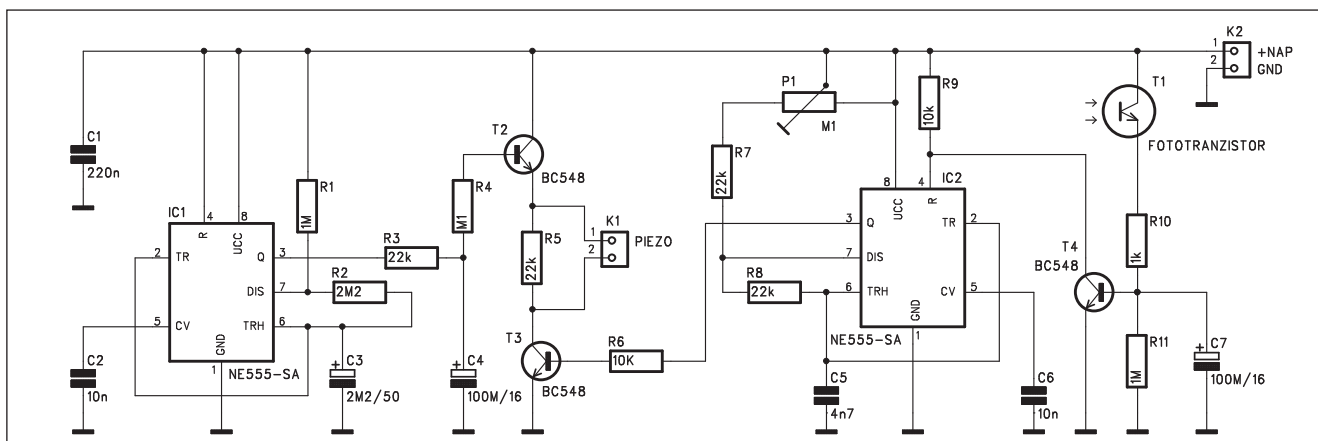 K2
1
+NAP
2
GND
T1
FOTOTRANZISTOR
P1
M1
R9
10k
R7
22k
C1
220n
T2
BC548
R1
1M
R4
M1
IC1
4
8
R
UCC
2
TR
Q
3
DIS
7
5
CV
TRH
6
GND
1
NE555-SA
R3
22k
R2
2M2
C2
10n
C3
2M2/50
C4
100M/16
K1
1
2
PIEZO
R5
22k
T3
BC548
R6
10K
IC2
8
4
UCC
R
3
Q
TR
2
7
DIS
6
TRH
CV
5
GND
1
NE555-SA
R8
22k
C5
4n7
C6
10n
R10
1k
T4
BC548
R11
1M
C7
100M/16